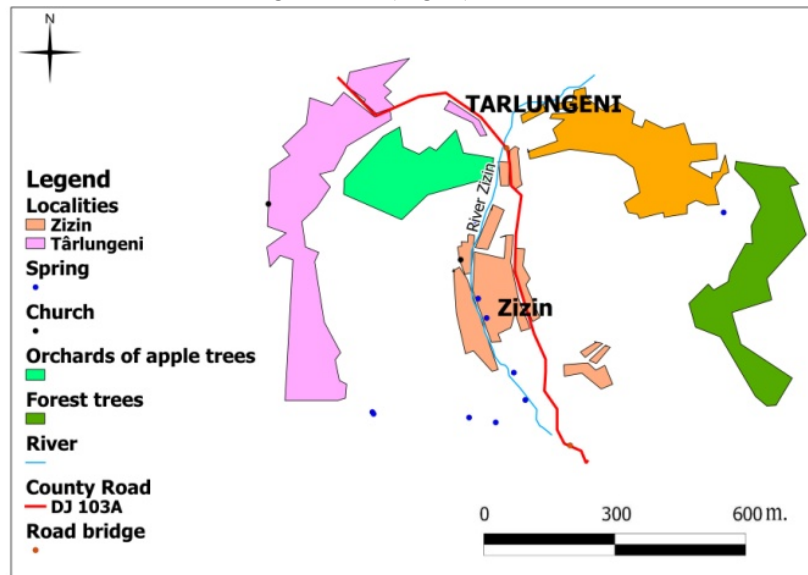 N
TARLUNGENI
River Zizin
Zizin
Legend
Localities
Zizin
Târlungeni
Spring
Church
Orchards of apple trees
Forest trees
River
County Road
DJ 103A
Road bridge
0 300 600 m.